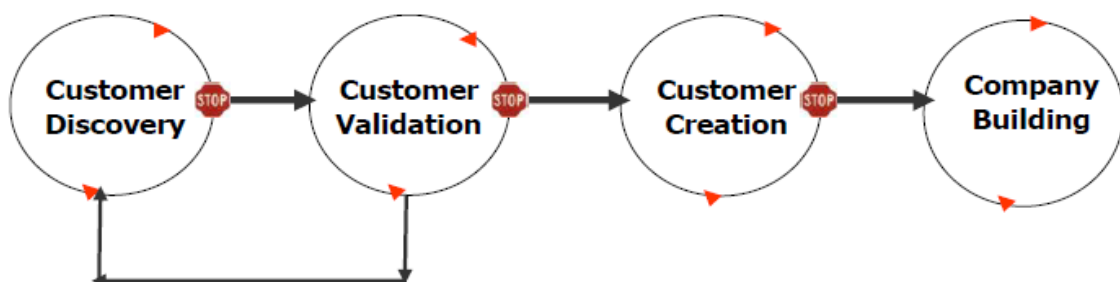 Customer
Discovery
STOP
Customer
Validation
STOP
Customer
Creation
STOP
Company
Building